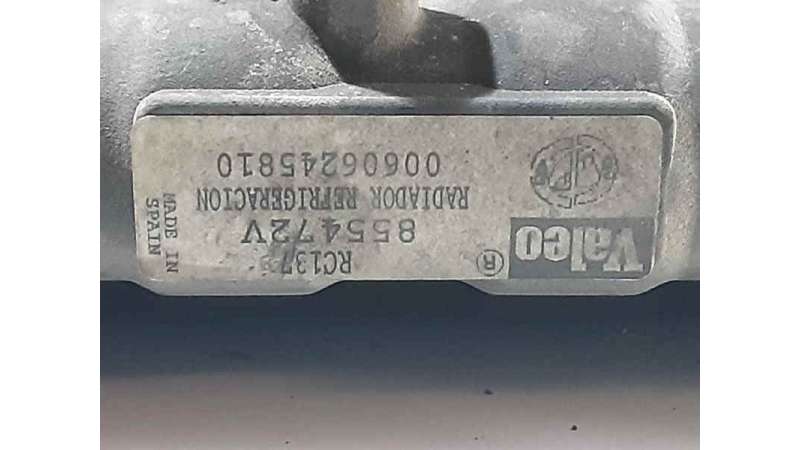 Valeo ®
RC137
855472V
RADIADOR REFRIGERACION
00606245810
MADE IN
SPAIN